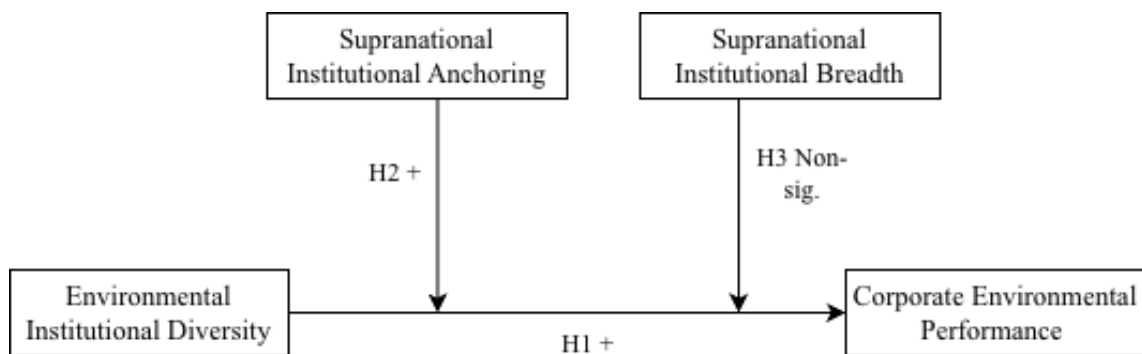 Supranational
Institutional Anchoring
Supranational
Institutional Breadth
H2 +
H3 Non-
sig.
Environmental
Institutional Diversity
Corporate Environmental
Performance
H1 +